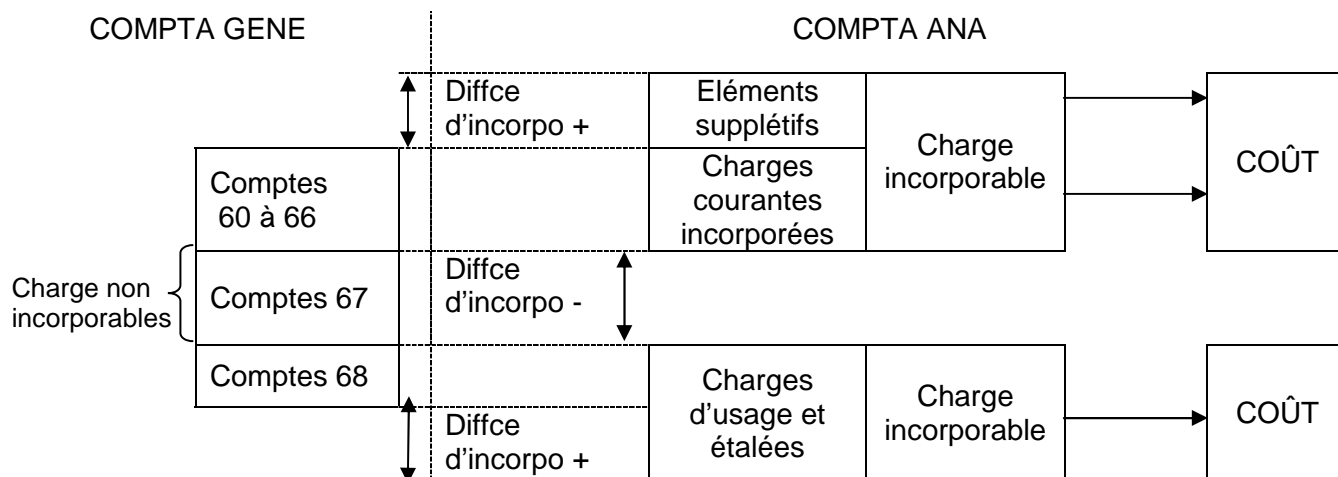 COMPTA GENE
COMPTA ANA
Diffce
d'incorpo +
Eléments
supplétifs
Charge
incorporable
COÛT
Comptes
60 à 66
Charges
courantes
incorporées
Charge non
incorporables
Comptes 67
Diffce
d'incorpo -
Comptes 68
Diffce
d'incorpo +
Charges
d'usage et
étalées
Charge
incorporable
COÛT